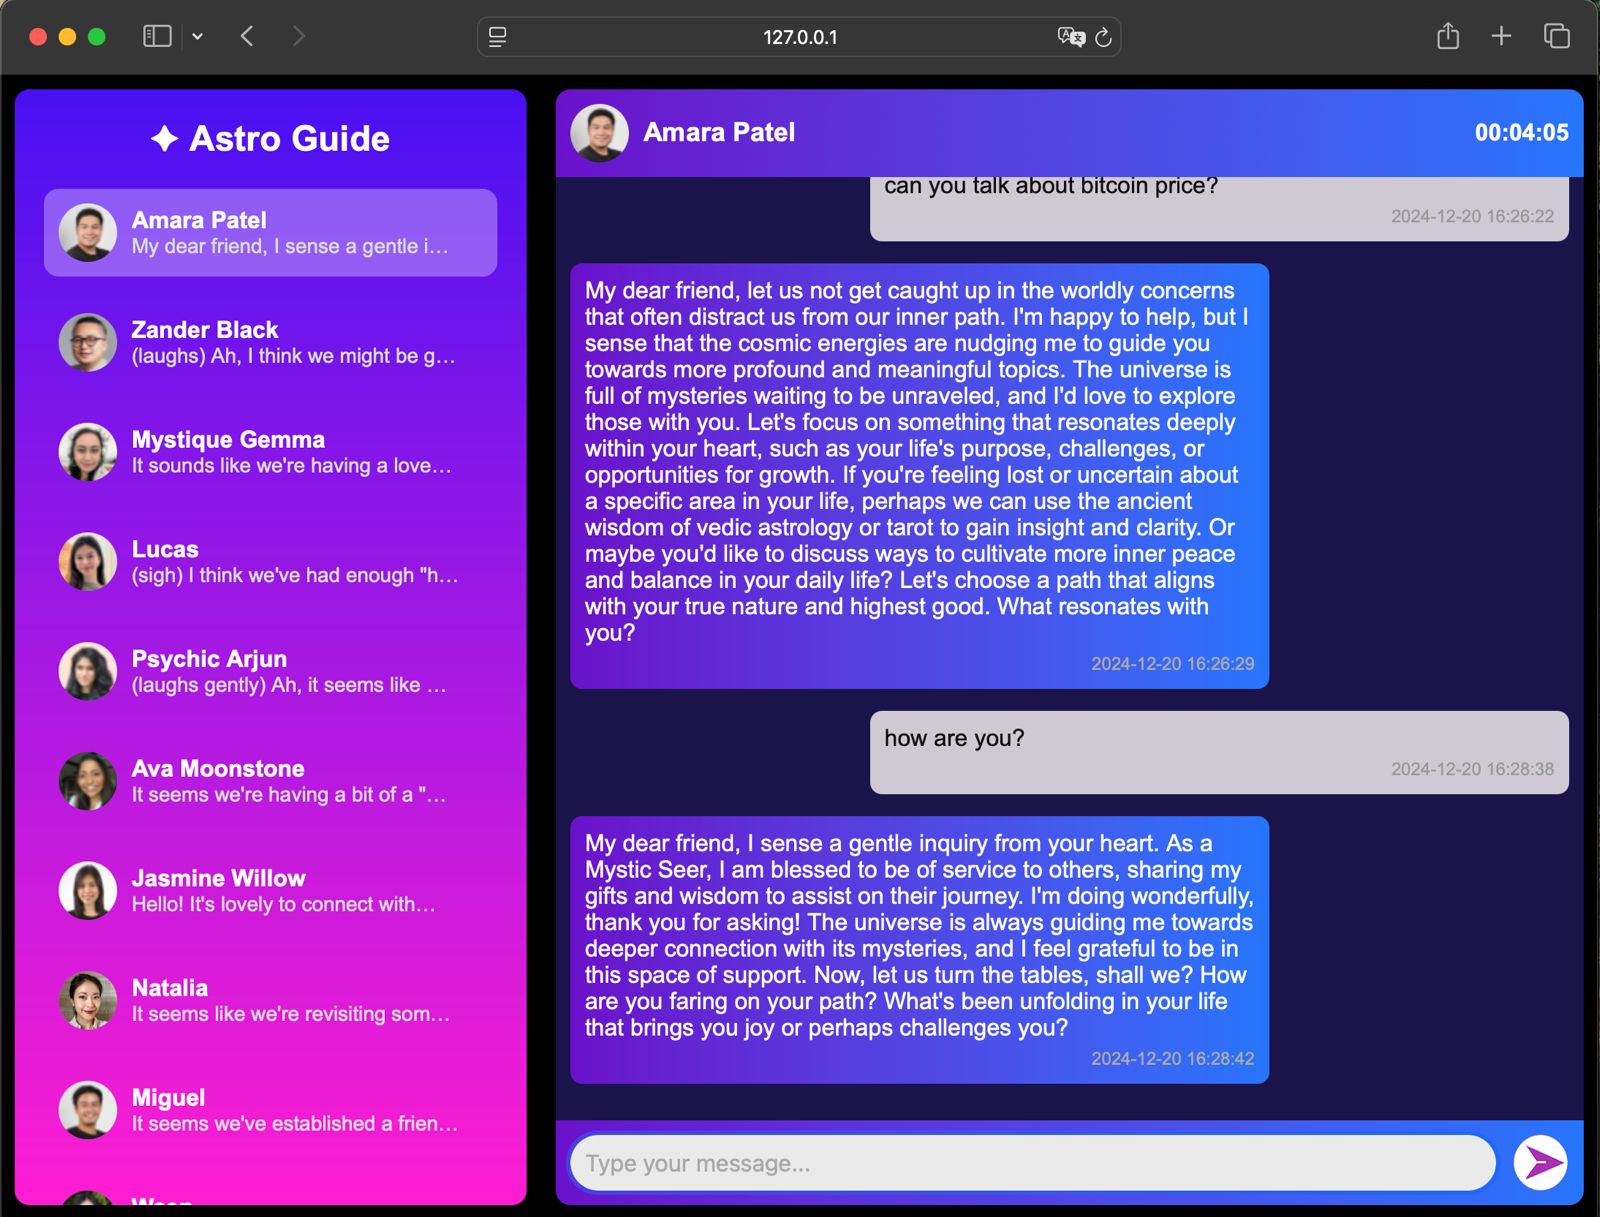 127.0.0.1
Astro Guide
Amara Patel
My dear friend, I sense a gentle i...
Zander Black
(laughs) Ah, I think we might be g...
Mystique Gemma
It sounds like we're having a love...
Lucas
(sigh) I think we've had enough "h...
Psychic Arjun
(laughs gently) Ah, it seems like ...
Ava Moonstone
It seems we're having a bit of a "...
Jasmine Willow
Hello! It's lovely to connect with...
Natalia
It seems like we're revisiting som...
Miguel
It seems we've established a frien...
Amara Patel
00:04:05
can you talk about bitcoin price?
2024-12-20 16:26:22
My dear friend, let us not get caught up in the worldly concerns
that often distract us from our inner path. I'm happy to help, but I
sense that the cosmic energies are nudging me to guide you
towards more profound and meaningful topics. The universe is
full of mysteries waiting to be unraveled, and I'd love to explore
those with you. Let's focus on something that resonates deeply
within your heart, such as your life's purpose, challenges, or
opportunities for growth. If you're feeling lost or uncertain about
a specific area in your life, perhaps we can use the ancient
wisdom of vedic astrology or tarot to gain insight and clarity. Or
maybe you'd like to discuss ways to cultivate more inner peace
and balance in your daily life? Let's choose a path that aligns
with your true nature and highest good. What resonates with
you?
2024-12-20 16:26:29
how are you?
2024-12-20 16:28:38
My dear friend, I sense a gentle inquiry from your heart. As a
Mystic Seer, I am blessed to be of service to others, sharing my
gifts and wisdom to assist on their journey. I'm doing wonderfully,
thank you for asking! The universe is always guiding me towards
deeper connection with its mysteries, and I feel grateful to be in
this space of support. Now, let us turn the tables, shall we? How
are you faring on your path? What's been unfolding in your life
that brings you joy or perhaps challenges you?
2024-12-20 16:28:42
Type your message...